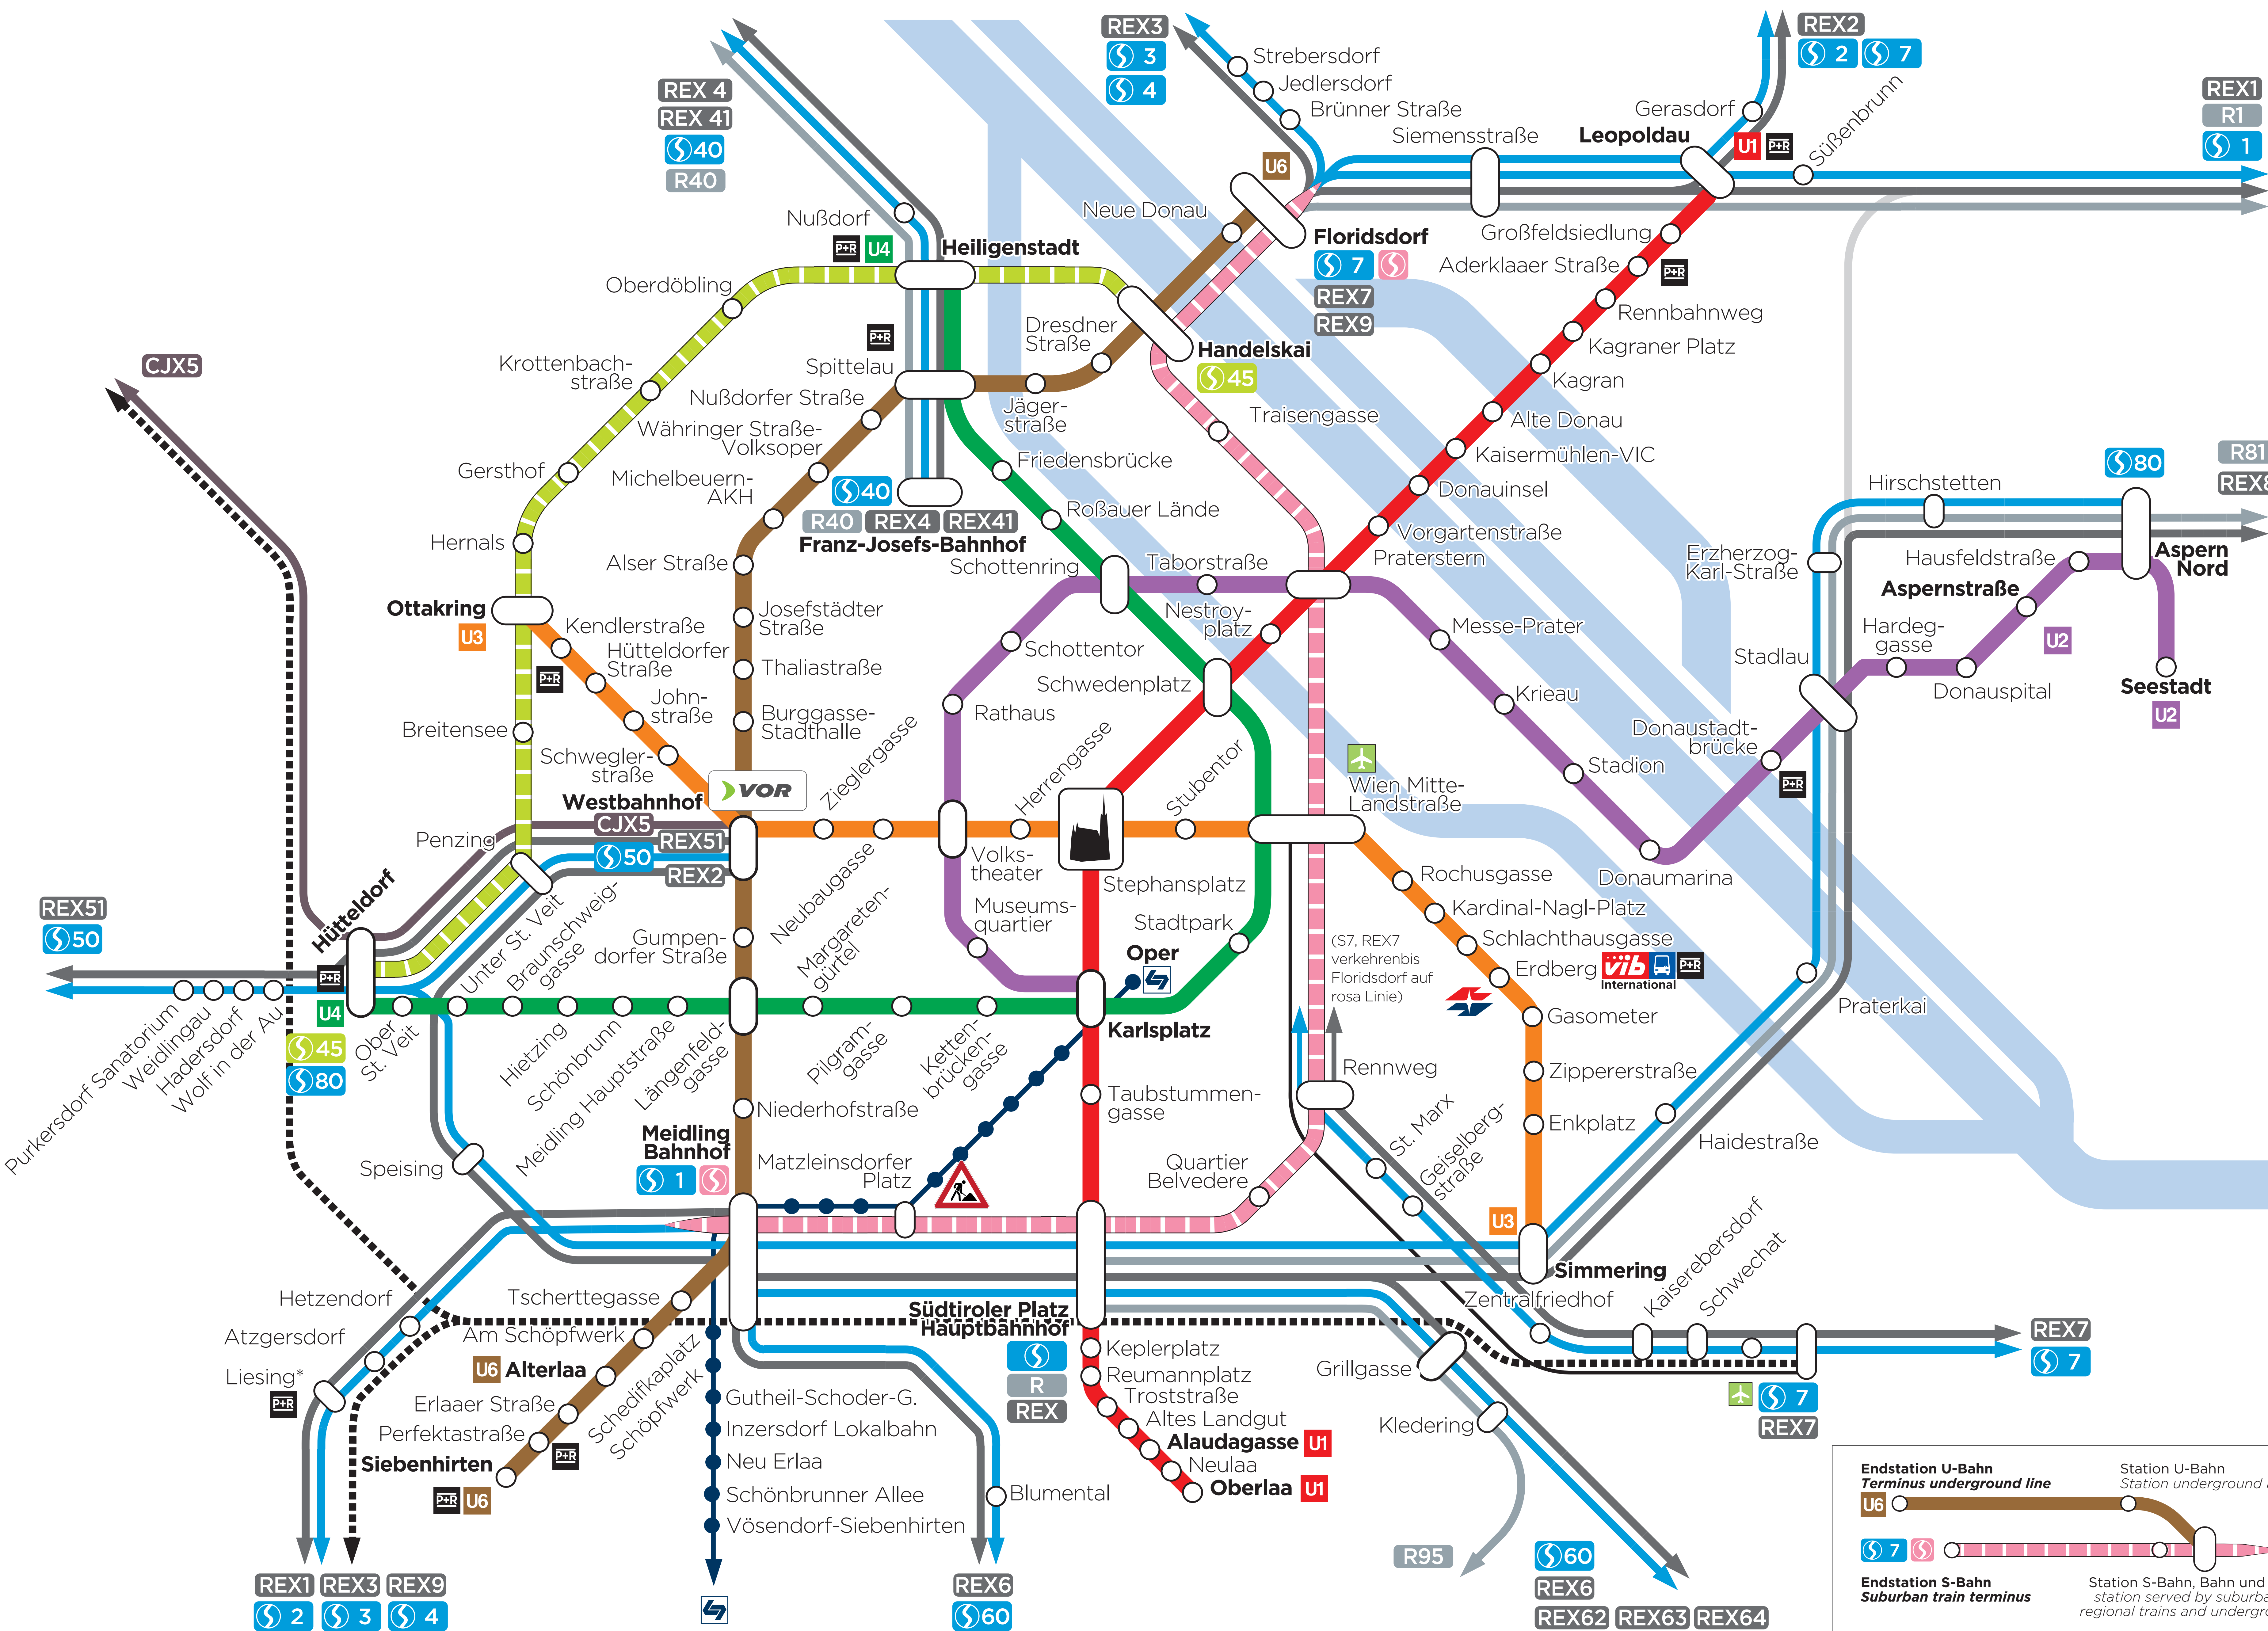 REX 4
REX 41
40
R40
REX3
3
4
Strebersdorf
Jedlersdorf
Brünner Straße
Siemensstraße
REX2
2
7
Gerasdorf
Leopoldau
U1
P+R
Süßenbrunn
REX1
R1
1
U6
Neue Donau
Floridsdorf
7
REX7
REX9
Großfeldsiedlung
Aderklaaer Straße
P+R
Rennbahnweg
Kagraner Platz
Kagran
Alte Donau
Kaisermühlen-VIC
Donauinsel
Vorgartenstraße
Praterstern
Nußdorf
P+R
U4
Heiligenstadt
Oberdöbling
Krottenbach-
straße
Gersthof
Hernals
Ottakring
U3
Breitensee
Penzing
P+R
Spittelau
Dresdner
Straße
Handelskai
45
Jäger-
straße
Traisengasse
Nußdorfer Straße
Währinger Straße-
Volksoper
Michelbeuern-
AKH
40
R40
REX4
REX41
Franz-Josefs-Bahnhof
Friedensbrücke
Roßauer Lände
Alser Straße
Josefstädter
Straße
Thaliastraße
Burggasse-
Stadthalle
Schottenring
Taborstraße
Nestroy-
platz
Schottentor
Schwedenplatz
Rathaus
Messe-Prater
Krieau
Stadion
Donaumarina
Donaustadt-
brücke
P+R
Stadlau
Erzherzog-
Karl-Straße
Hirschstetten
80
R81
REX8
Hausfeldstraße
Aspern
Nord
Aspernstraße
U2
Hardeg-
gasse
Donauspital
Seestadt
U2
CJX5
Kendlerstraße
Hütteldorfer
Straße
P+R
John-
straße
Schwegler-
straße
VOR
Westbahnhof
CJX5
REX51
50
REX2
Zieglergasse
Neubaugasse
Herrengasse
Volks-
theater
Museums-
quartier
Stephansplatz
Stubentor
Stadtpark
Wien Mitte-
Landstraße
Rochusgasse
Kardinal-Nagl-Platz
Schlachthausgasse
Erdberg
vib
P+R
International
Gasometer
Zippererstraße
Enkplatz
U3
Simmering
REX51
50
Hütteldorf
P+R
U4
45
80
Purkersdorf Sanatorium
Weidlingau
Hadersdorf
Wolf in der Au
Ober
St. Veit
Unter St. Veit
Braunschweig-
gasse
Hietzing
Schönbrunn
Meidling Hauptstraße
Längenfeld-
gasse
Gumpen-
dorfer Straße
Margareten-
gürtel
Pilgram-
gasse
Ketten-
brücken-
gasse
Oper
Karlsplatz
Taubstummen-
gasse
(S7, REX7
verkehrenbis
Floridsdorf auf
rosa Linie)
Rennweg
St. Marx
Geiselberg-
straße
Praterkai
Haidestraße
Speising
Niederhofstraße
Meidling
Bahnhof
1
Matzleinsdorfer
Platz
Quartier
Belvedere
Südtiroler Platz
Hauptbahnhof
R
REX
Hetzendorf
Atzgersdorf
Liesing*
P+R
Tscherttegasse
Am Schöpfwerk
U6
Alterlaa
Erlaaer Straße
Perfektastraße
P+R
Siebenhirten
P+R
U6
Schedifkaplatz
Schöpfwerk
Gutheil-Schoder-G.
Inzersdorf Lokalbahn
Neu Erlaa
Schönbrunner Allee
Vösendorf-Siebenhirten
Blumental
Keplerplatz
Reumannplatz
Troststraße
Altes Landgut
Alaudagasse
U1
Neulaa
Oberlaa
U1
Grillgasse
Kledering
Zentralfriedhof
Kaiserebersdorf
Schwechat
7
REX7
REX7
7
REX1
REX3
REX9
2
3
4
REX6
60
R95
60
REX6
REX62
REX63
REX64
Endstation U-Bahn
Terminus underground line
Station U-Bahn
Station underground
U6
7
Endstation S-Bahn
Suburban train terminus
Station S-Bahn, Bahn und
station served by suburba
regional trains and undergro